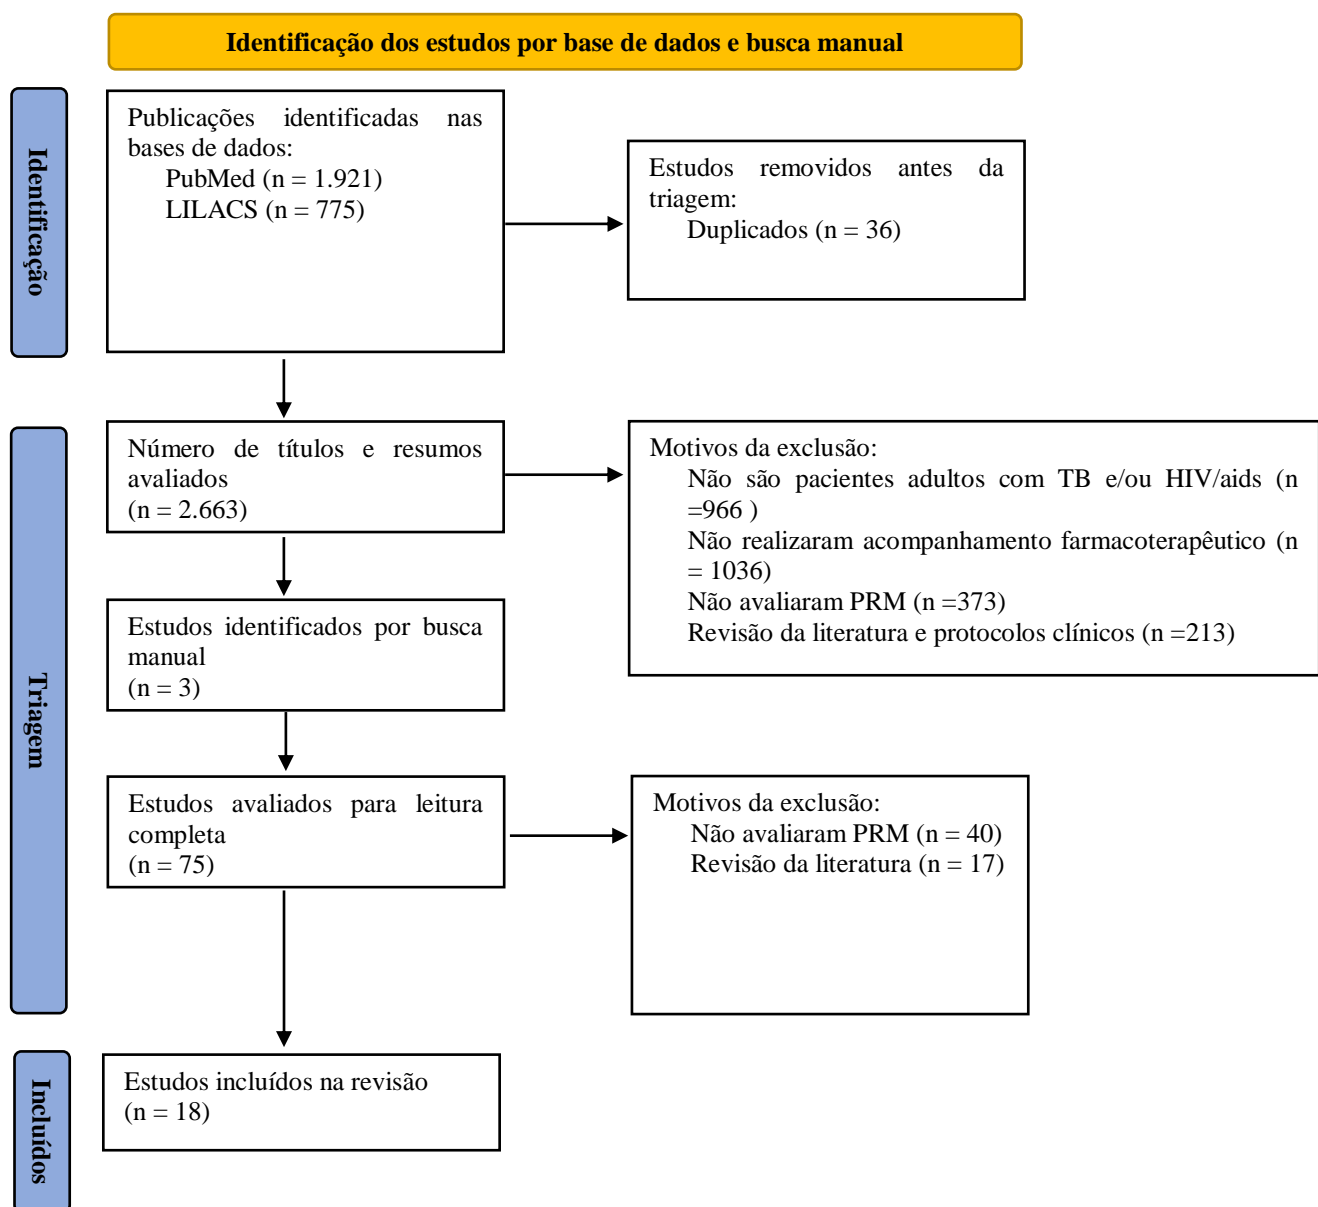 Identificação dos estudos por base de dados e busca manual
Identificação
Publicações identificadas nas
bases de dados:
PubMed (n = 1.921)
LILACS (n = 775)
Estudos removidos antes da
triagem:
Duplicados (n = 36)
Triagem
Número de títulos e resumos
avaliados
(n = 2.663)
Motivos da exclusão:
Não são pacientes adultos com TB e/ou HIV/aids (n
=966 )
Não realizaram acompanhamento farmacoterapêutico (n
= 1036)
Não avaliaram PRM (n =373)
Revisão da literatura e protocolos clínicos (n =213)
Estudos identificados por busca
manual
(n = 3)
Estudos avaliados para leitura
completa
(n = 75)
Motivos da exclusão:
Não avaliaram PRM (n = 40)
Revisão da literatura (n = 17)
Incluídos
Estudos incluídos na revisão
(n = 18)